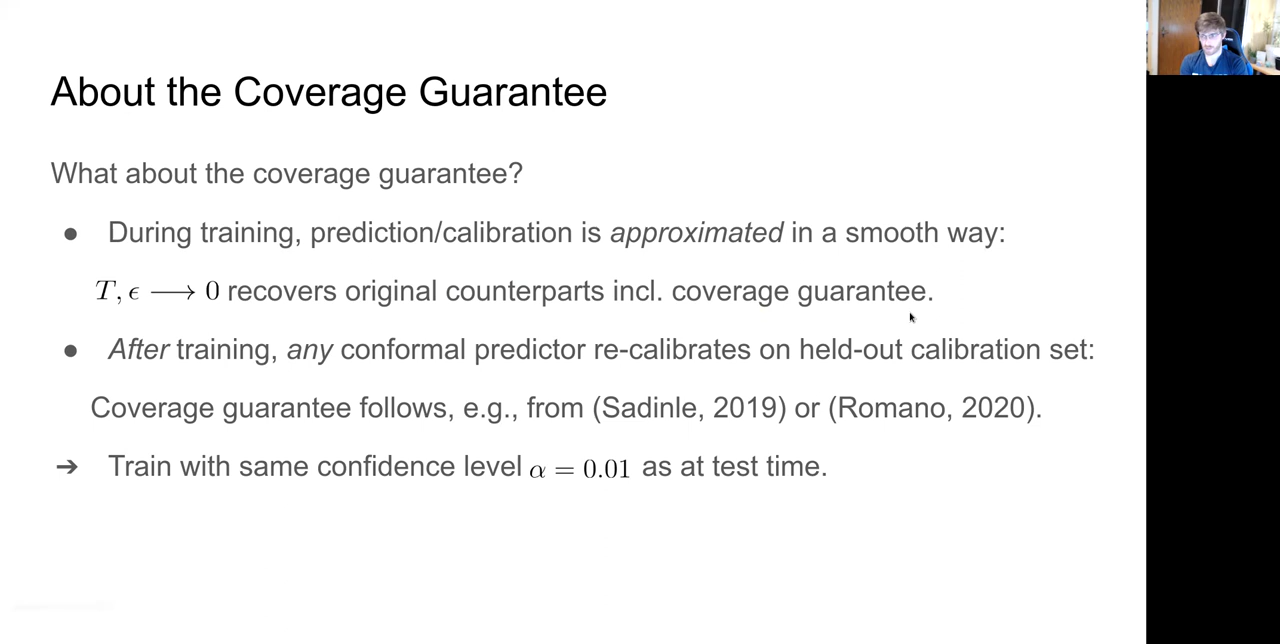 About the Coverage Guarantee
What about the coverage guarantee?
● During training, prediction/calibration is approximated in a smooth way:
T, ϵ ⟶ 0 recovers original counterparts incl. coverage guarantee.
● After training, any conformal predictor re-calibrates on held-out calibration set:
Coverage guarantee follows, e.g., from (Sadinle, 2019) or (Romano, 2020).
➔ Train with same confidence level α = 0.01 as at test time.